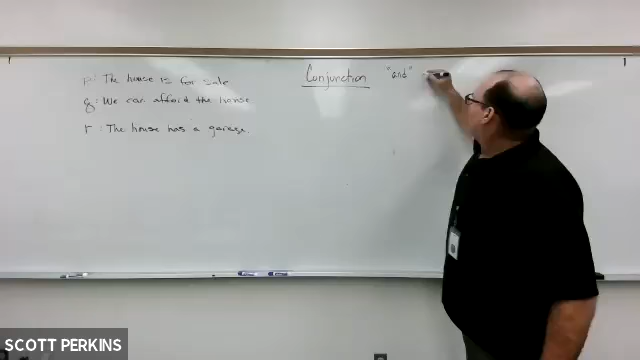 p: The house is for sale
q: We can afford the house
r: The house has a garage.
Conjunction "and"
SCOTT PERKINS